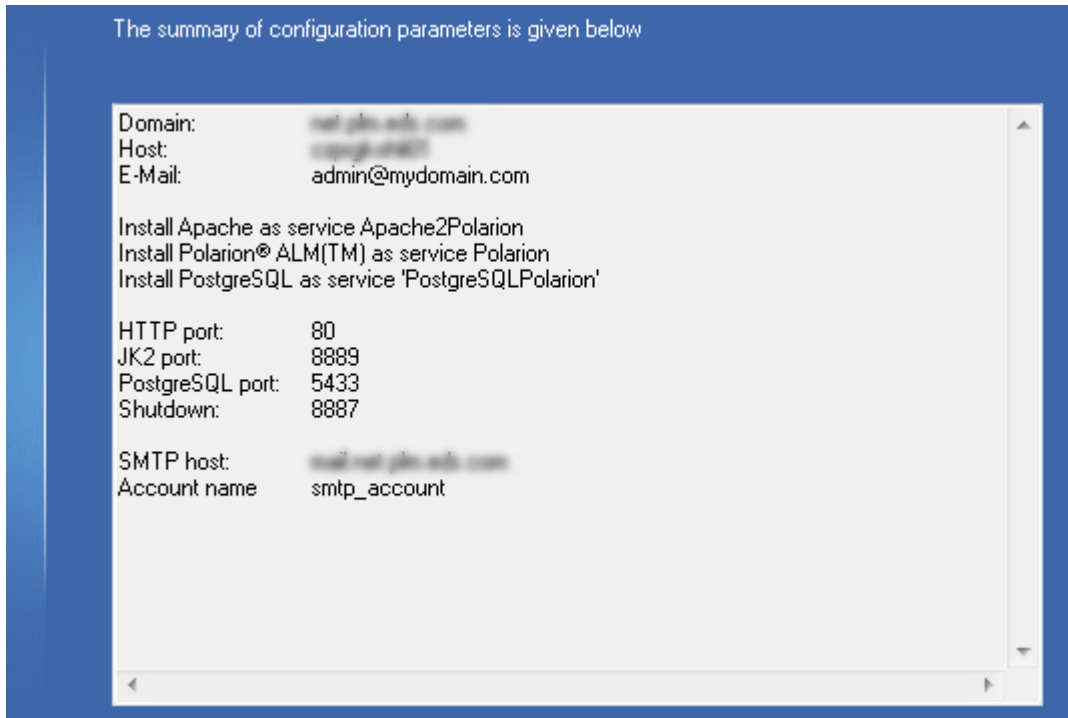 The summary of configuration parameters is given below
Domain:
Host:
E-Mail: admin@mydomain.com
Install Apache as service Apache2Polarion
Install Polarion® ALM(TM) as service Polarion
Install PostgreSQL as service 'PostgreSQLPolarion'
HTTP port: 80
JK2 port: 8889
PostgreSQL port: 5433
Shutdown: 8887
SMTP host:
Account name smtp_account